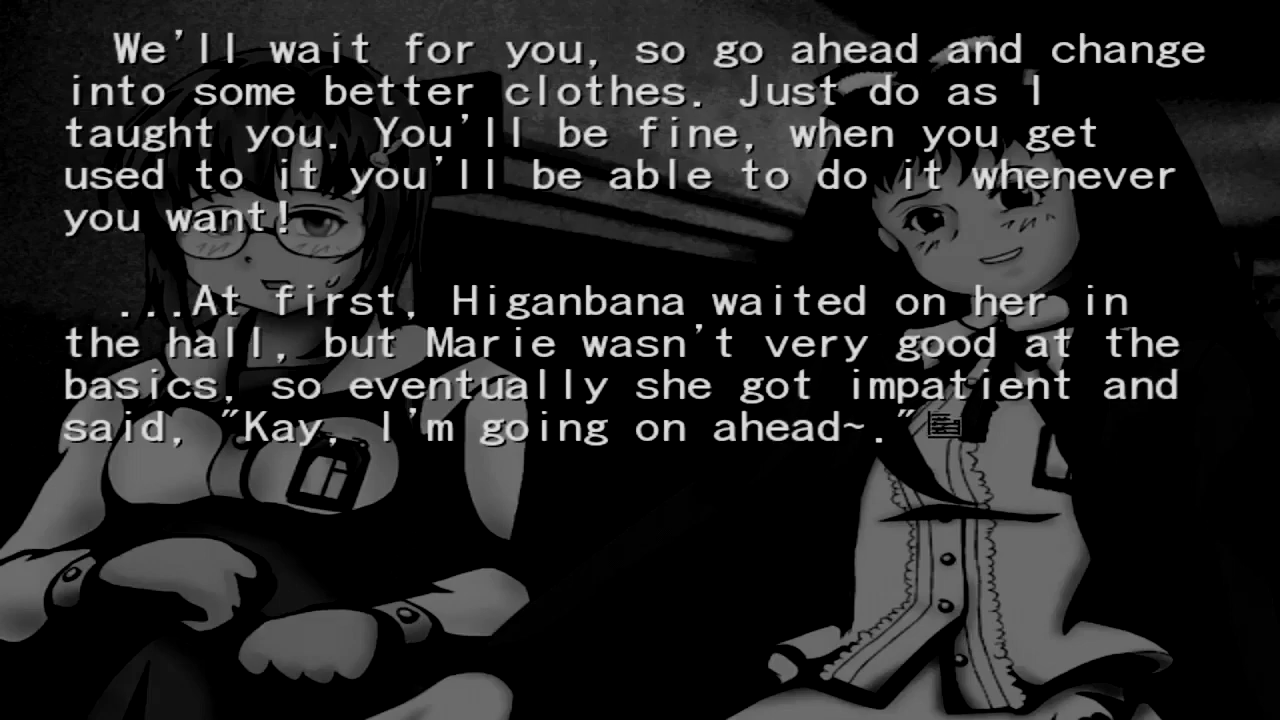 We'll wait for you, so go ahead and change
into some better clothes. Just do as I
taught you. You'll be fine, when you get
used to it you'll be able to do it whenever
you want!
...At first, Higanbana waited on her in
the hall, but Marie wasn't very good at the
basics, so eventually she got impatient and
said, "Kay, I'm going on ahead~."